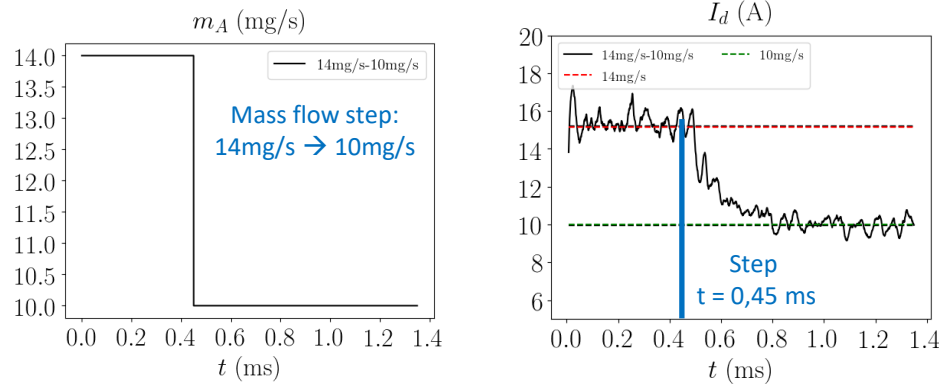 m_A (mg/s)
14.0
13.5
13.0
12.5
12.0
11.5
11.0
10.5
10.0
0.0 0.2 0.4 0.6 0.8 1.0 1.2 1.4
t (ms)
14mg/s-10mg/s
Mass flow step:
14mg/s → 10mg/s
I_d (A)
20
18
16
14
12
10
8
6
0.0 0.2 0.4 0.6 0.8 1.0 1.2 1.4
t (ms)
14mg/s-10mg/s
14mg/s
10mg/s
Step
t = 0,45 ms